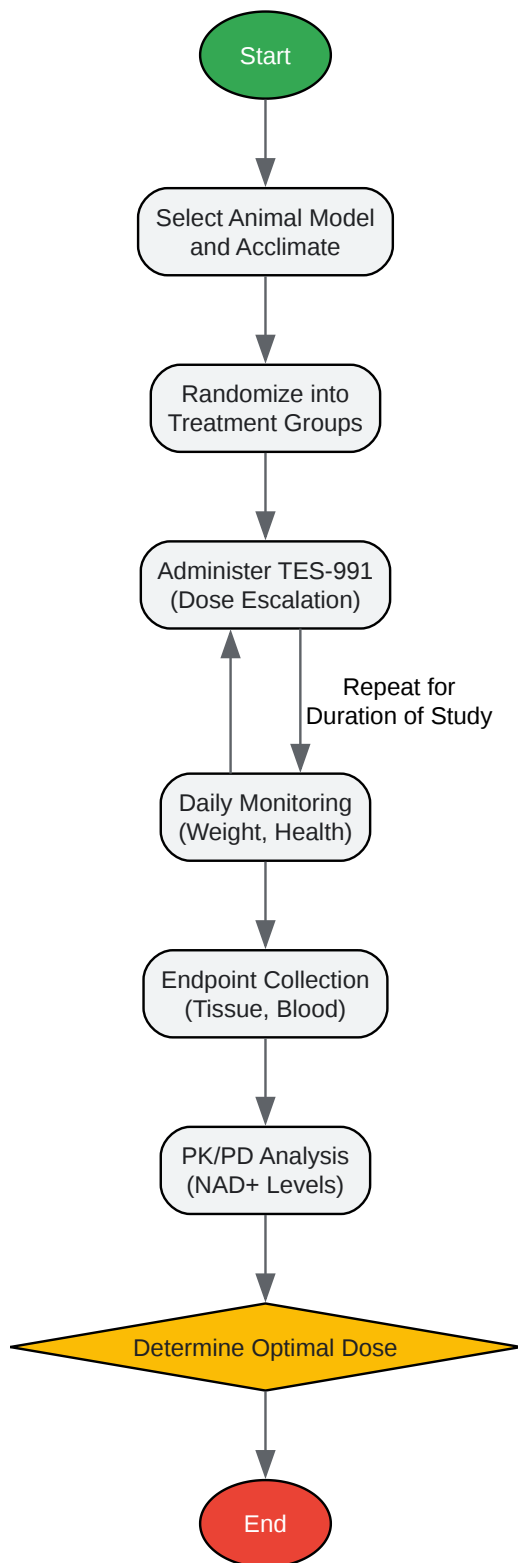 Start
Select Animal Model
and Acclimate
Randomize into
Treatment Groups
Administer TES-991
(Dose Escalation)
Repeat for
Duration of Study
Daily Monitoring
(Weight, Health)
Endpoint Collection
(Tissue, Blood)
PK/PD Analysis
(NAD+ Levels)
Determine Optimal Dose
End